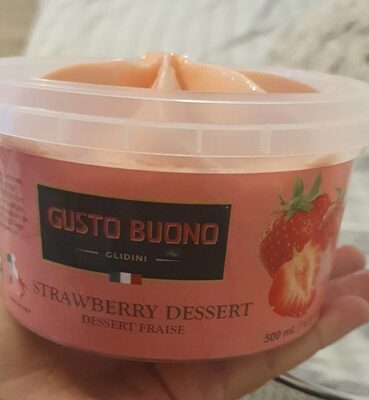 GUSTO BUONO
GLIDINI
STRAWBERRY DESSERT
DESSERT FRAISE
500 mL